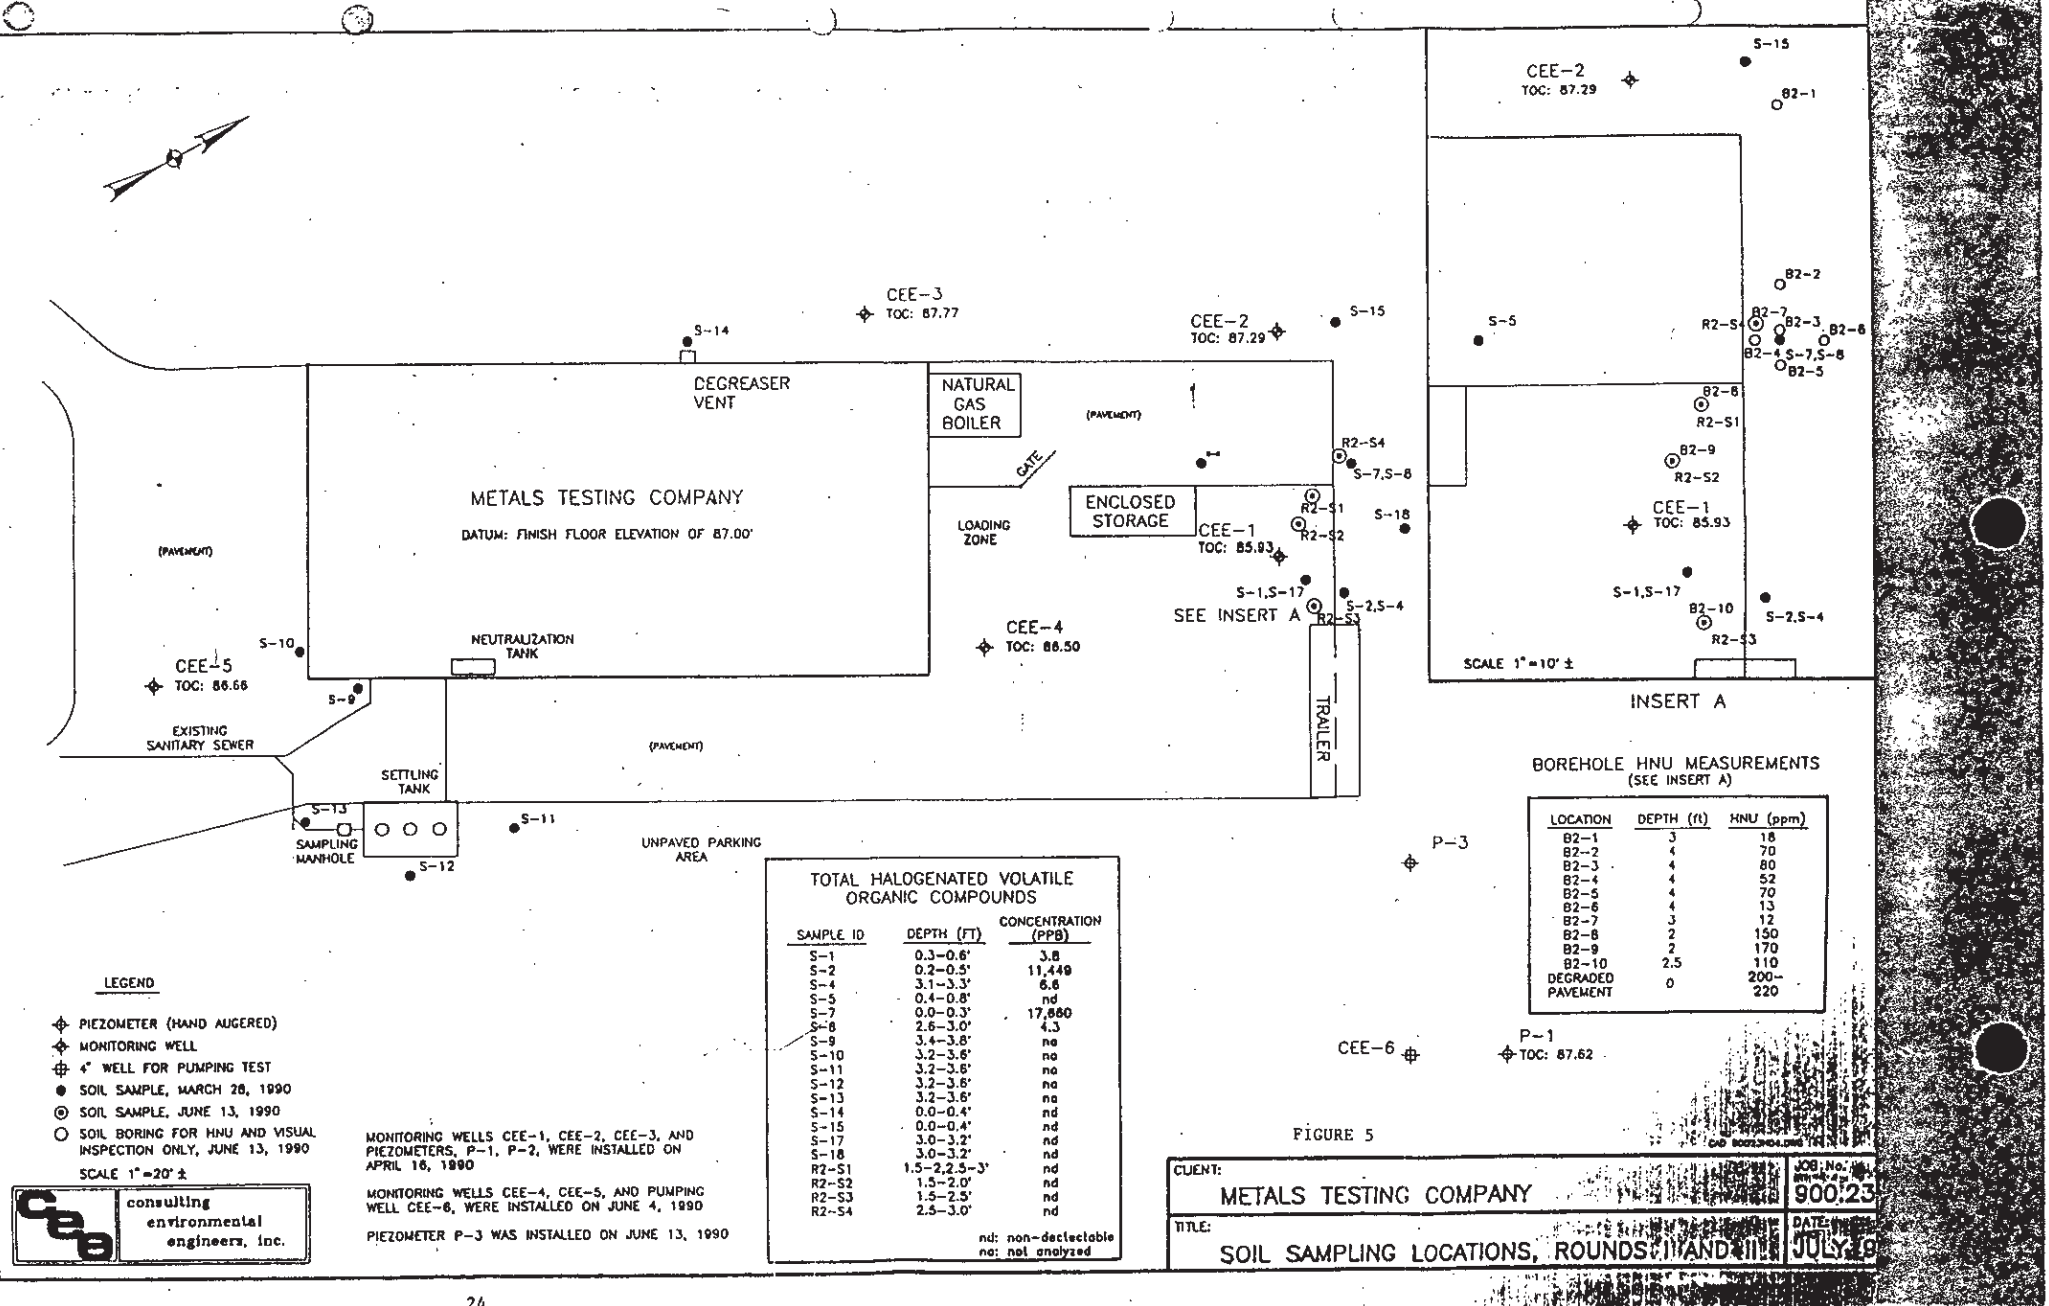 S-15
CEE-2
TOC: 87.29
B2-1
B2-2
B2-7
R2-S4
B2-3
B2-6
B2-4
S-7,S-8
B2-5
S-5
B2-8
R2-S1
B2-9
R2-S2
CEE-1
TOC: 85.93
S-1,S-17
B2-10
S-2,S-4
R2-S3
SCALE 1"=10' ±
INSERT A
CEE-3
TOC: 87.77
S-14
CEE-2
TOC: 87.29
S-15
DEGREASER
VENT
NATURAL
GAS
BOILER
(PAVEMENT)
GATE
R2-S4
S-7,S-8
METALS TESTING COMPANY
DATUM: FINISH FLOOR ELEVATION OF 87.00'
LOADING
ZONE
ENCLOSED
STORAGE
R2-S1
R2-S2
S-18
CEE-1
TOC: 85.93
(PAVEMENT)
S-1,S-17
S-2,S-4
SEE INSERT A
R2-S3
CEE-4
TOC: 86.50
NEUTRALIZATION
TANK
S-10
CEE-5
TOC: 86.66
S-9
EXISTING
SANITARY SEWER
(PAVEMENT)
TRAILER
SETTLING
TANK
S-13
S-11
SAMPLING
MANHOLE
S-12
UNPAVED PARKING
AREA
P-3
BOREHOLE HNU MEASUREMENTS
(SEE INSERT A)
LOCATION DEPTH (ft) HNU (ppm)
B2-1 3 18
B2-2 4 70
B2-3 4 80
B2-4 4 52
B2-5 4 70
B2-6 4 13
B2-7 3 12
B2-8 2 150
B2-9 2 170
B2-10 2.5 110
DEGRADED 200-
PAVEMENT 0 220
TOTAL HALOGENATED VOLATILE
ORGANIC COMPOUNDS
SAMPLE ID DEPTH (FT) CONCENTRATION (PPB)
S-1 0.3-0.6' 3.8
S-2 0.2-0.5' 11,449
S-4 3.1-3.3' 6.6
S-5 0.4-0.8' nd
S-7 0.0-0.3' 17,660
S-8 2.6-3.0' 4.3
S-9 3.4-3.8' na
S-10 3.2-3.6' na
S-11 3.2-3.6' na
S-12 3.2-3.6' na
S-13 3.2-3.6' na
S-14 0.0-0.4' nd
S-15 0.0-0.4' nd
S-17 3.0-3.2' nd
S-18 3.0-3.2' nd
R2-S1 1.5-2,2.5-3' nd
R2-S2 1.5-2.0' nd
R2-S3 1.5-2.5' nd
R2-S4 2.5-3.0' nd
nd: non-dectectable
na: not analyzed
CEE-6
P-1
TOC: 87.62
LEGEND
PIEZOMETER (HAND AUGERED)
MONITORING WELL
4" WELL FOR PUMPING TEST
SOIL SAMPLE, MARCH 28, 1990
SOIL SAMPLE, JUNE 13, 1990
SOIL BORING FOR HNU AND VISUAL
INSPECTION ONLY, JUNE 13, 1990
SCALE 1"=20' ±
MONITORING WELLS CEE-1, CEE-2, CEE-3, AND
PIEZOMETERS, P-1, P-2, WERE INSTALLED ON
APRIL 16, 1990
MONITORING WELLS CEE-4, CEE-5, AND PUMPING
WELL CEE-6, WERE INSTALLED ON JUNE 4, 1990
PIEZOMETER P-3 WAS INSTALLED ON JUNE 13, 1990
cee
consulting
environmental
engineers, inc.
FIGURE 5
CLIENT:
METALS TESTING COMPANY
JOB No.
900.23
TITLE:
SOIL SAMPLING LOCATIONS, ROUNDS I AND II
DATE:
JULY
24